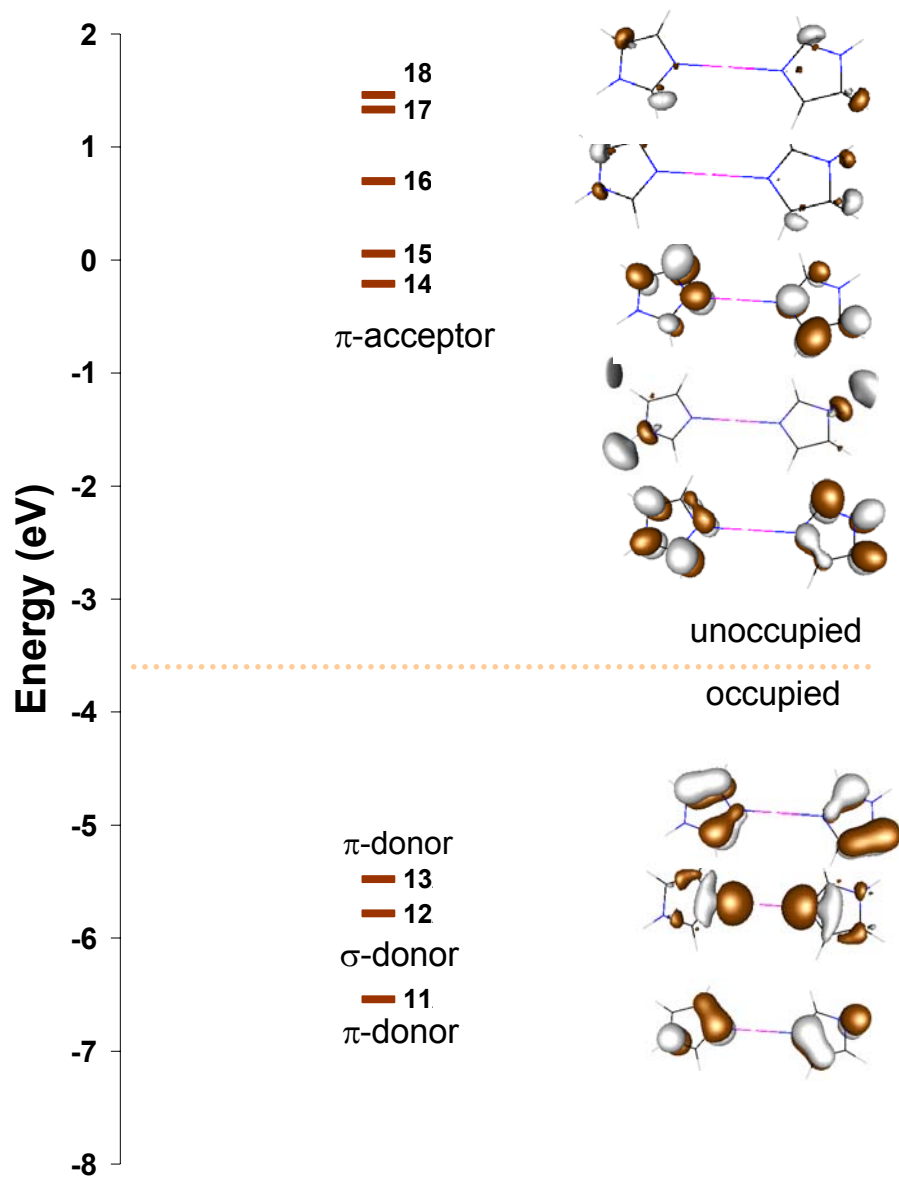 2
18
17
1
16
15
0
14
π-acceptor
-1
-2
-3
unoccupied
occupied
Energy (eV)
-4
-5
π-donor
13
12
-6
σ-donor
11
π-donor
-7
-8